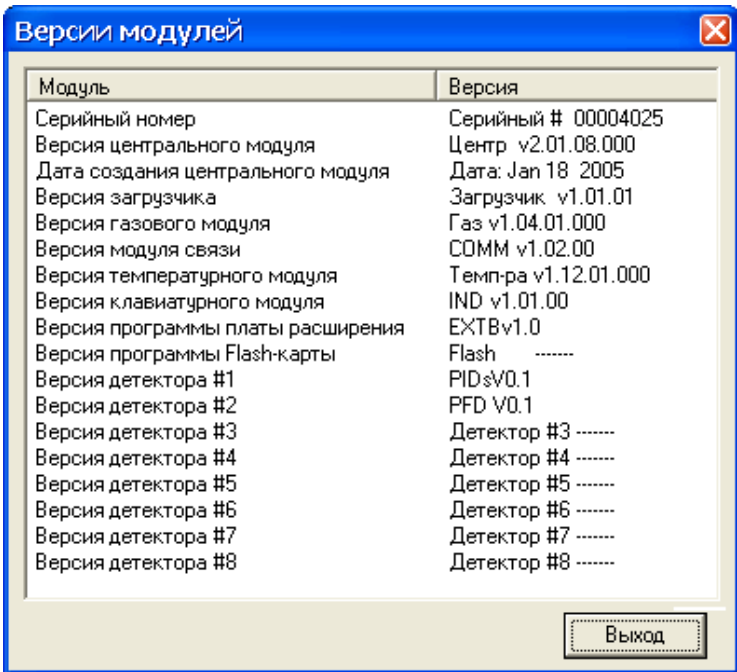 Версии модулей
Модуль Версия
Серийный номер Серийный # 00004025
Версия центрального модуля Центр v2.01.08.000
Дата создания центрального модуля Дата: Jan 18 2005
Версия загрузчика Загрузчик v1.01.01
Версия газового модуля Газ v1.04.01.000
Версия модуля связи COMM v1.02.00
Версия температурного модуля Темп-ра v1.12.01.000
Версия клавиатурного модуля IND v1.01.00
Версия программы платы расширения EXTBv1.0
Версия программы Flash-карты Flash -------
Версия детектора #1 PIDsV0.1
Версия детектора #2 PFD V0.1
Версия детектора #3 Детектор #3 -------
Версия детектора #4 Детектор #4 -------
Версия детектора #5 Детектор #5 -------
Версия детектора #6 Детектор #6 -------
Версия детектора #7 Детектор #7 -------
Версия детектора #8 Детектор #8 -------
Выход